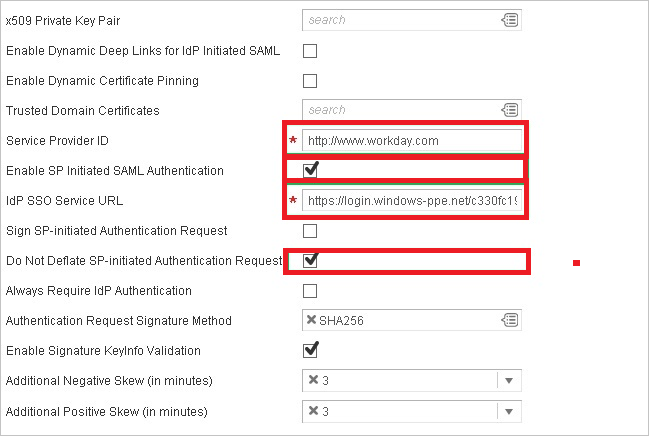 x509 Private Key Pair search
Enable Dynamic Deep Links for IdP Initiated SAML
Enable Dynamic Certificate Pinning
Trusted Domain Certificates search
Service Provider ID * http://www.workday.com
Enable SP Initiated SAML Authentication
IdP SSO Service URL * https://login.windows-ppe.net/c330fc19
Sign SP-initiated Authentication Request
Do Not Deflate SP-initiated Authentication Request
Always Require IdP Authentication
Authentication Request Signature Method SHA256
Enable Signature KeyInfo Validation
Additional Negative Skew (in minutes) 3
Additional Positive Skew (in minutes) 3